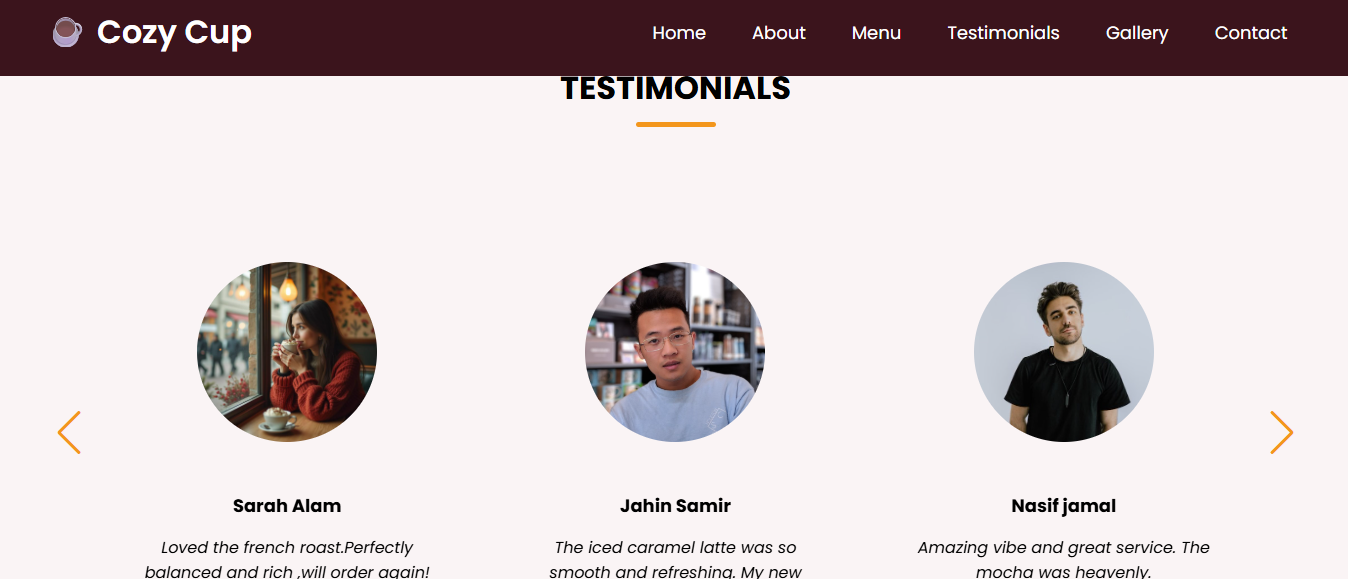 Cozy Cup
Home About Menu Testimonials Gallery Contact
TESTIMONIALS
Sarah Alam
Loved the french roast.Perfectly
balanced and rich ,will order again!
Jahin Samir
The iced caramel latte was so
smooth and refreshing. My new
Nasif jamal
Amazing vibe and great service. The
mocha was heavenly.